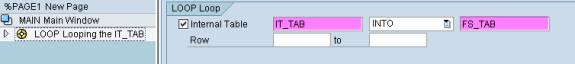 %PAGE1 New Page
MAIN Main Window
LOOP Looping the IT_TAB
LOOP Loop
Internal Table IT_TAB INTO FS_TAB
Row to